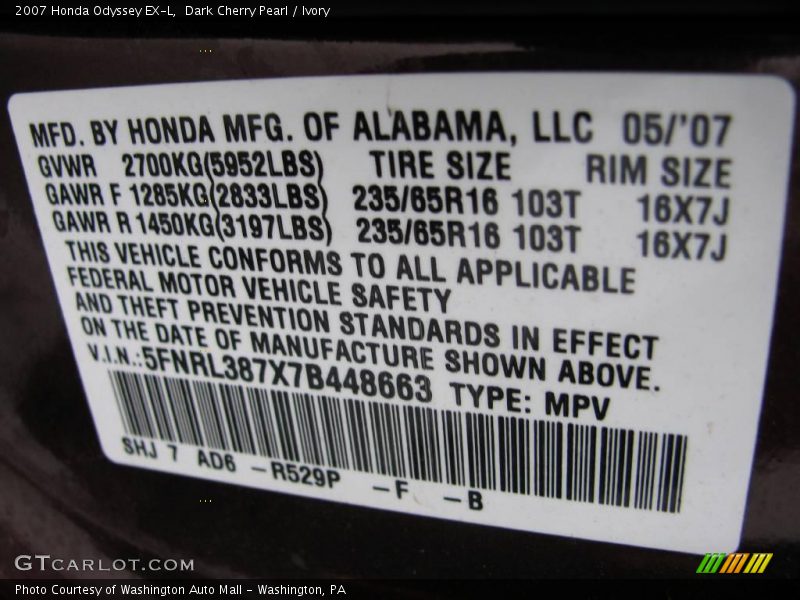 2007 Honda Odyssey EX-L,  Dark Cherry Pearl / Ivory
MFD. BY HONDA MFG. OF ALABAMA, LLC 05/'07
GVWR 2700KG(5952LBS) TIRE SIZE RIM SIZE
GAWR F 1285KG(2833LBS) 235/65R16 103T 16X7J
GAWR R 1450KG(3197LBS) 235/65R16 103T 16X7J
THIS VEHICLE CONFORMS TO ALL APPLICABLE
FEDERAL MOTOR VEHICLE SAFETY
AND THEFT PREVENTION STANDARDS IN EFFECT
ON THE DATE OF MANUFACTURE SHOWN ABOVE.
V.I.N.:5FNRL387X7B448663 TYPE: MPV
SHJ 7 AD6 -R529P -F -B
GTCARLOT.COM
Photo Courtesy of Washington Auto Mall - Washington, PA